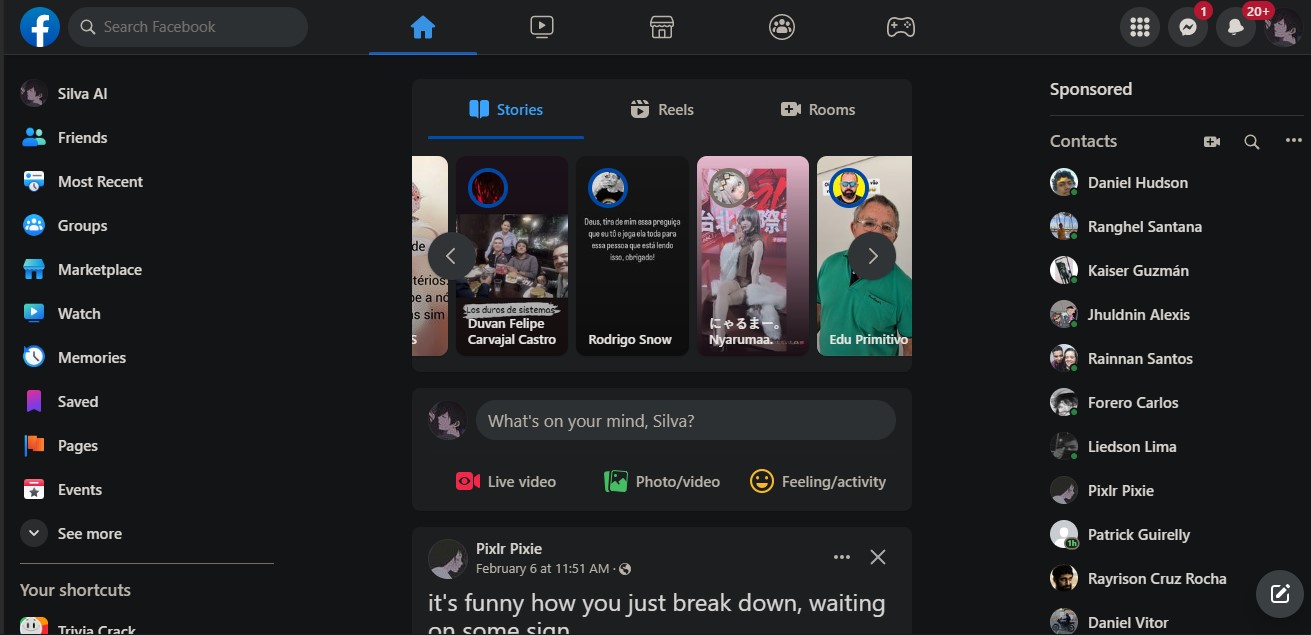 Search Facebook
1
20+
Silva Al
Friends
Most Recent
Groups
Marketplace
Watch
Memories
Saved
Pages
Events
See more
Your shortcuts
Trivia Crack
Stories
Reels
Rooms
de
térios.
pe a nó
as sim
s
Los duros de sistemas
Duvan Felipe
Carvajal Castro
Deus, tire de mim essa preguiça
que eu tô e jega ela toda para
essa pessoa que está lendo
isso, obrigado!
Rodrigo Snow
にゃるまー。
Nyarumaa.
vão
Edu Primitivo
What's on your mind, Silva?
Live video
Photo/video
Feeling/activity
Pixlr Pixie
February 6 at 11:51 AM ·
it's funny how you just break down, waiting
on some sign
Sponsored
Contacts
Daniel Hudson
Ranghel Santana
Kaiser Guzmán
Jhuldnin Alexis
Rainnan Santos
Forero Carlos
Liedson Lima
Pixlr Pixie
Patrick Guirelly
1h
Rayrison Cruz Rocha
Daniel Vitor